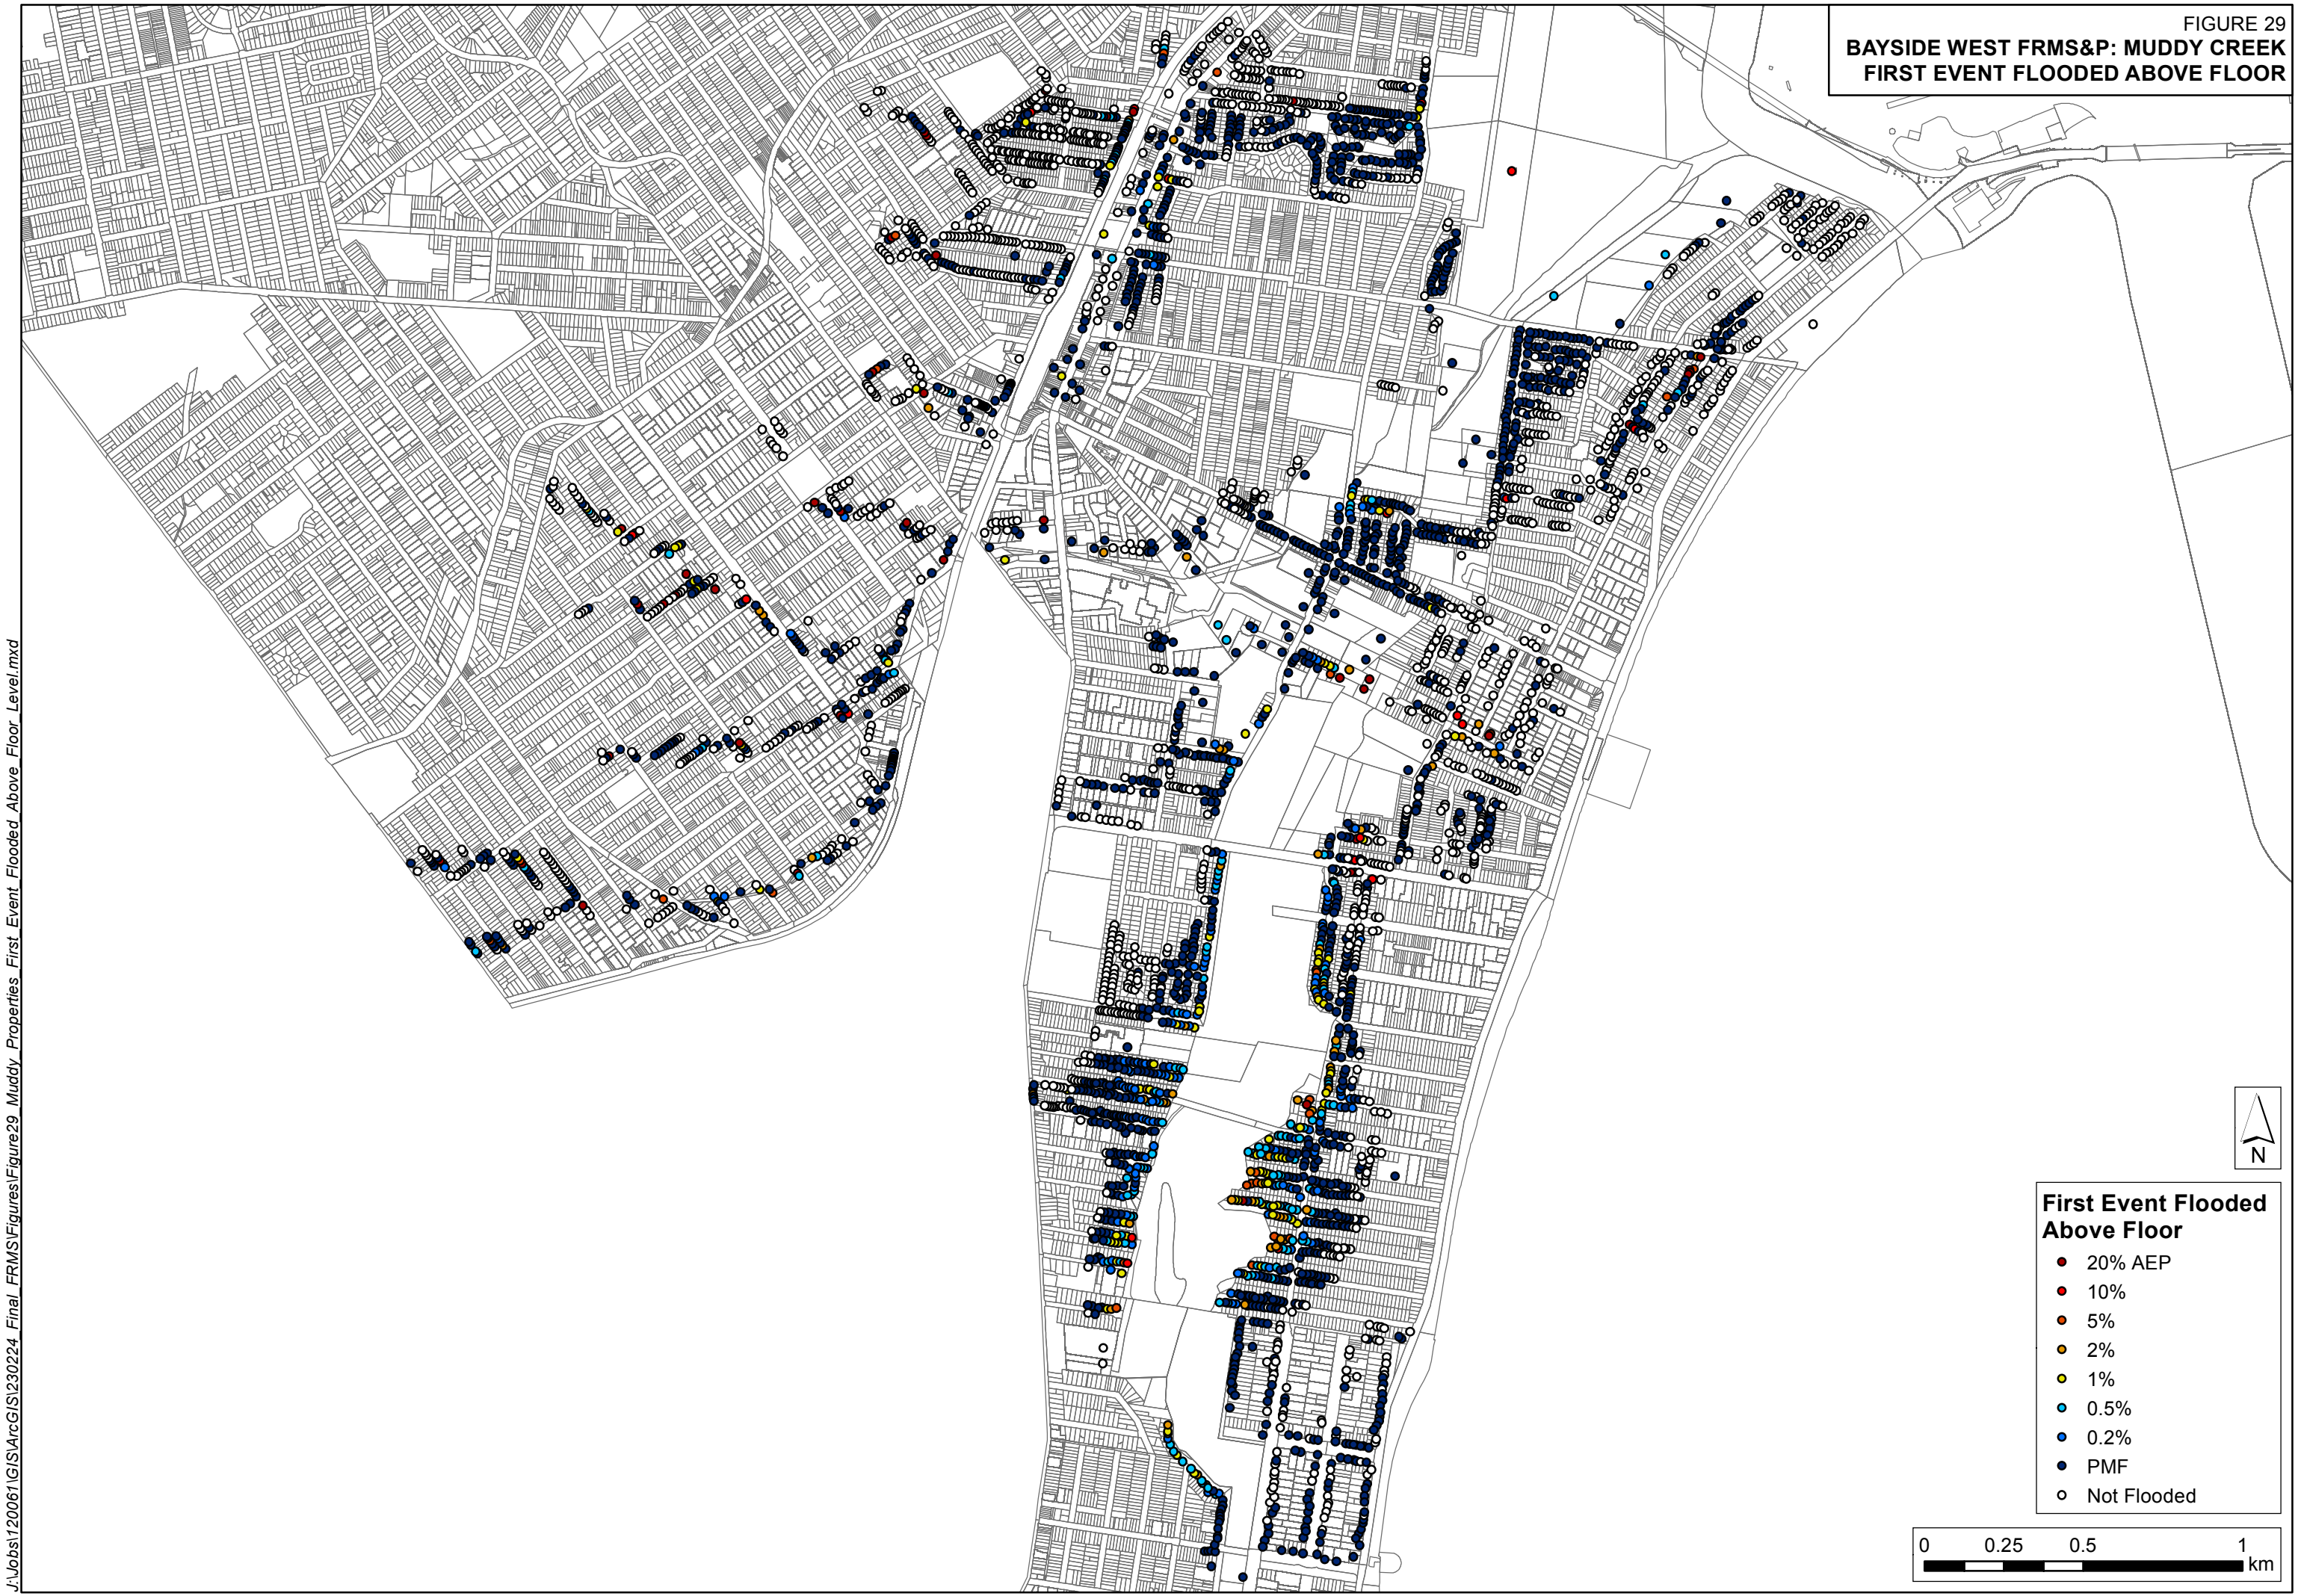 FIGURE 29
BAYSIDE WEST FRMS&P: MUDDY CREEK
FIRST EVENT FLOODED ABOVE FLOOR
J:\Jobs\120061\GIS\ArcGIS\230224_Final_FRMS\Figures\Figure29_Muddy_Properties_First_Event_Flooded_Above_Floor_Level.mxd
N
First Event Flooded
Above Floor
20% AEP
10%
5%
2%
1%
0.5%
0.2%
PMF
Not Flooded
0 0.25 0.5 1
km